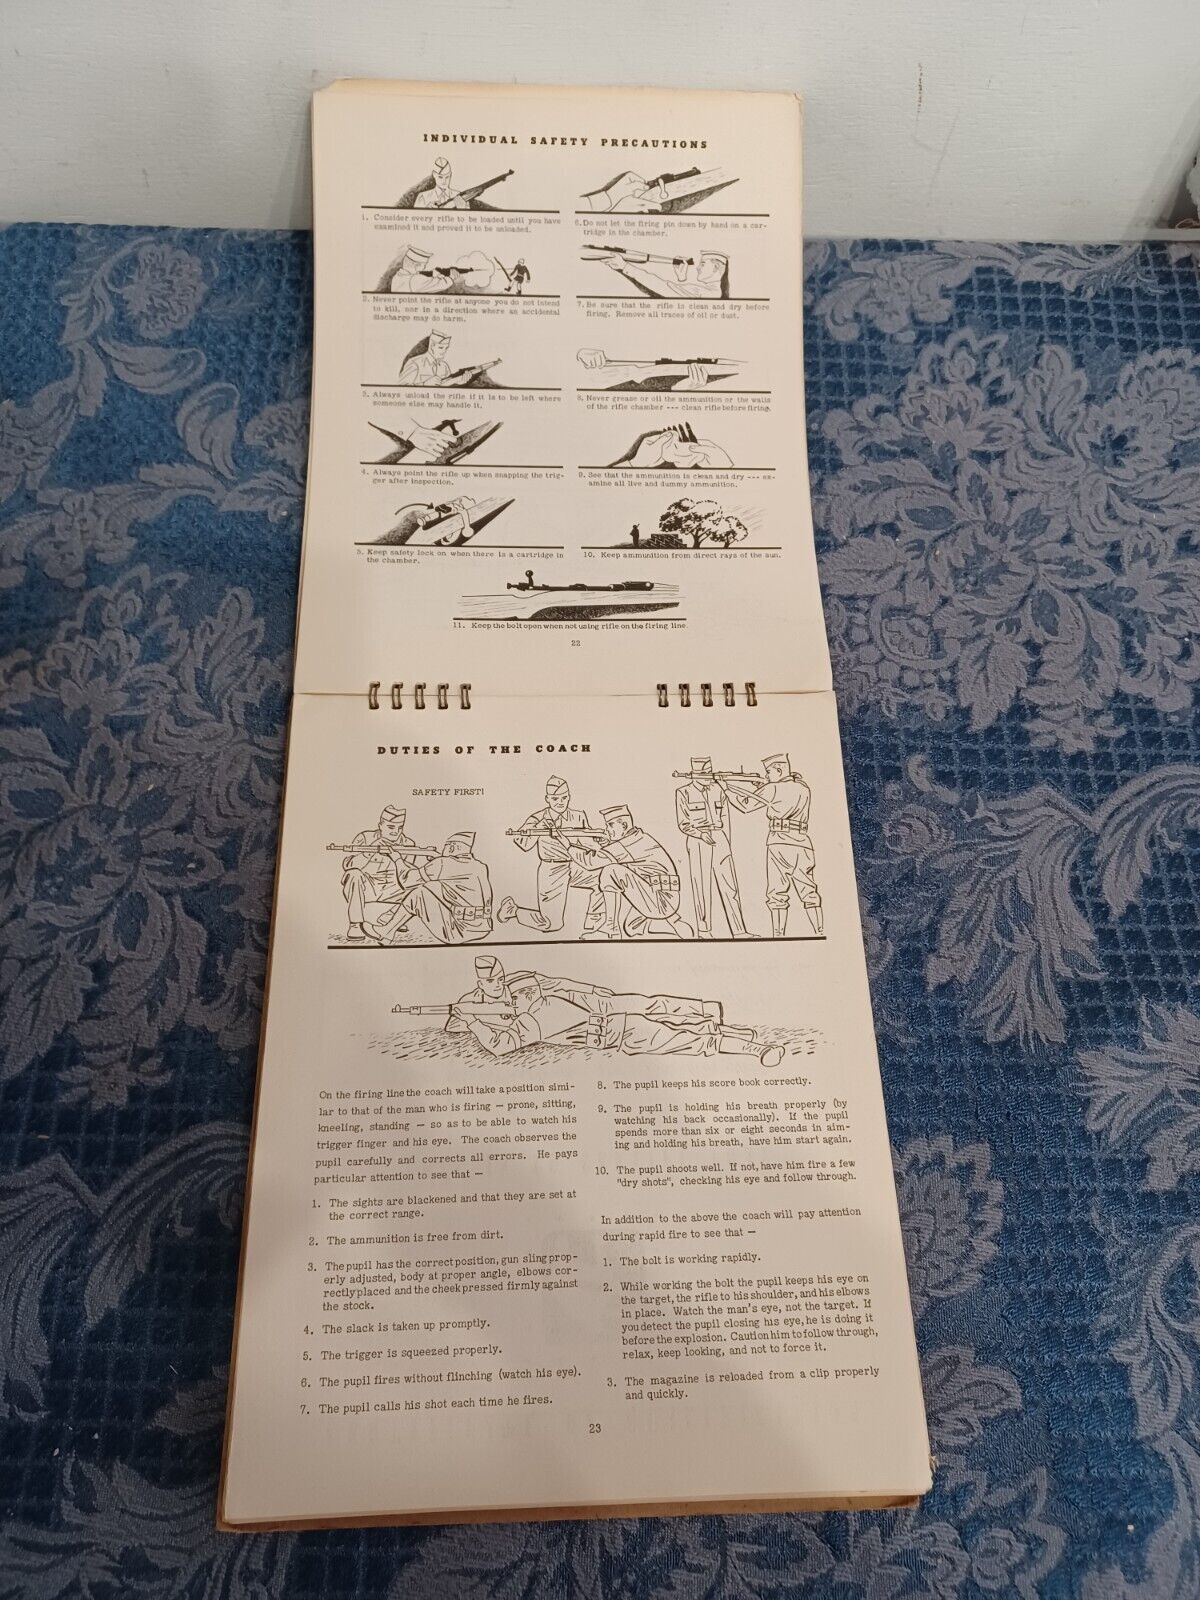 INDIVIDUAL SAFETY PRECAUTIONS
1. Consider every rifle to be loaded until you have
examined it and proved it to be unloaded.
2. Never point the rifle at anyone you do not intend
to kill, nor in a direction where an accidental
discharge may do harm.
3. Always unload the rifle if it is to be left where
someone else may handle it.
4. Always point the rifle up when snapping the trig-
ger after inspection.
5. Keep safety lock on when there is a cartridge in
the chamber.
6. Do not let the firing pin down by hand on a car-
tridge in the chamber.
7. Be sure that the rifle is clean and dry before
firing. Remove all traces of oil or dust.
8. Never grease or oil the ammunition or the walls
of the rifle chamber --- clean rifle before firing.
9. See that the ammunition is clean and dry --- ex-
amine all live and dummy ammunition.
10. Keep ammunition from direct rays of the sun.
11. Keep the bolt open when not using rifle on the firing line.
22
DUTIES OF THE COACH
SAFETY FIRST!
On the firing line the coach will take a position simi-
lar to that of the man who is firing — prone, sitting,
kneeling, standing — so as to be able to watch his
trigger finger and his eye. The coach observes the
pupil carefully and corrects all errors. He pays
particular attention to see that —
1. The sights are blackened and that they are set at
the correct range.
2. The ammunition is free from dirt.
3. The pupil has the correct position, gun sling prop-
erly adjusted, body at proper angle, elbows cor-
rectly placed and the cheek pressed firmly against
the stock.
4. The slack is taken up promptly.
5. The trigger is squeezed properly.
6. The pupil fires without flinching (watch his eye).
7. The pupil calls his shot each time he fires.
8. The pupil keeps his score book correctly.
9. The pupil is holding his breath properly (by
watching his back occasionally). If the pupil
spends more than six or eight seconds in aim-
ing and holding his breath, have him start again.
10. The pupil shoots well. If not, have him fire a few
"dry shots", checking his eye and follow through.
In addition to the above the coach will pay attention
during rapid fire to see that —
1. The bolt is working rapidly.
2. While working the bolt the pupil keeps his eye on
the target, the rifle to his shoulder, and his elbows
in place. Watch the man's eye, not the target. If
you detect the pupil closing his eye, he is doing it
before the explosion. Caution him to follow through,
relax, keep looking, and not to force it.
3. The magazine is reloaded from a clip properly
and quickly.
23